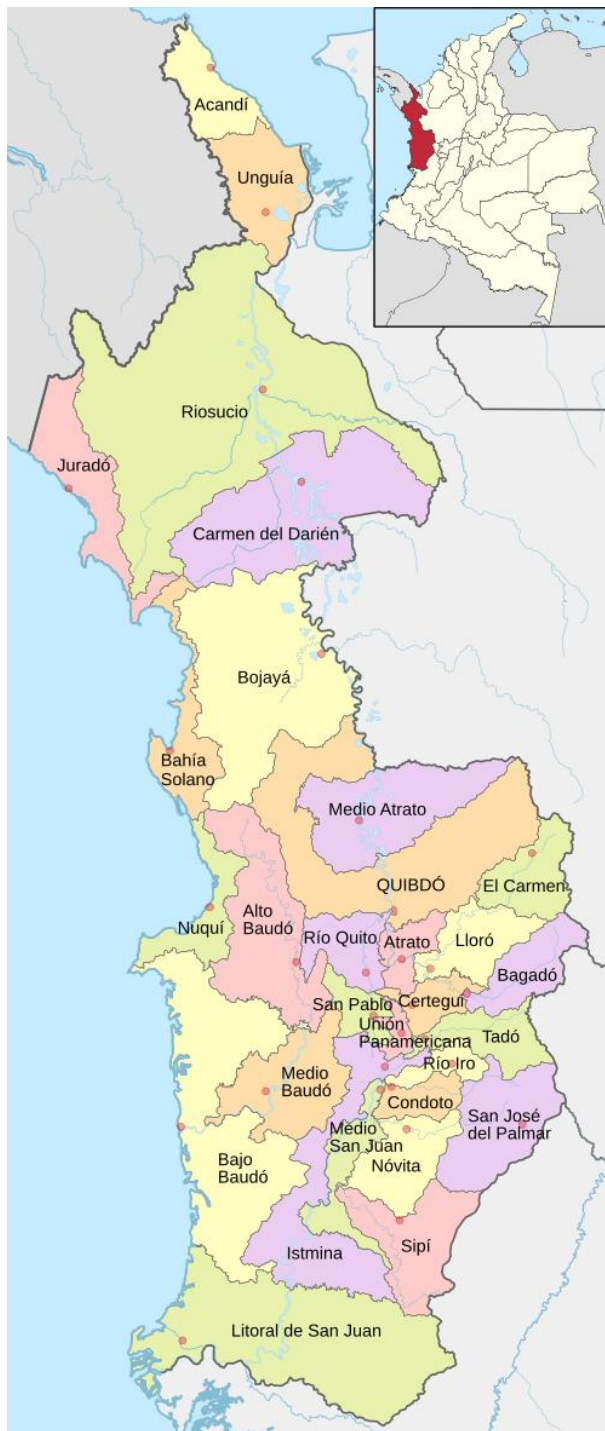 Acandí
Unguía
Riosucio
Juradó
Carmen del Darién
Bojayá
Bahía
Solano
Medio Atrato
QUIBDÓ
El Carmen
Nuquí
Alto
Baudó
Río Quito
Atrato
Lloró
Bagadó
San Pablo
Certegui
Unión
Panamericana
Tadó
Río Iro
Medio
Baudó
Condoto
San José
del Palmar
Medio
San Juan
Nóvita
Bajo
Baudó
Istmina
Sipí
Litoral de San Juan